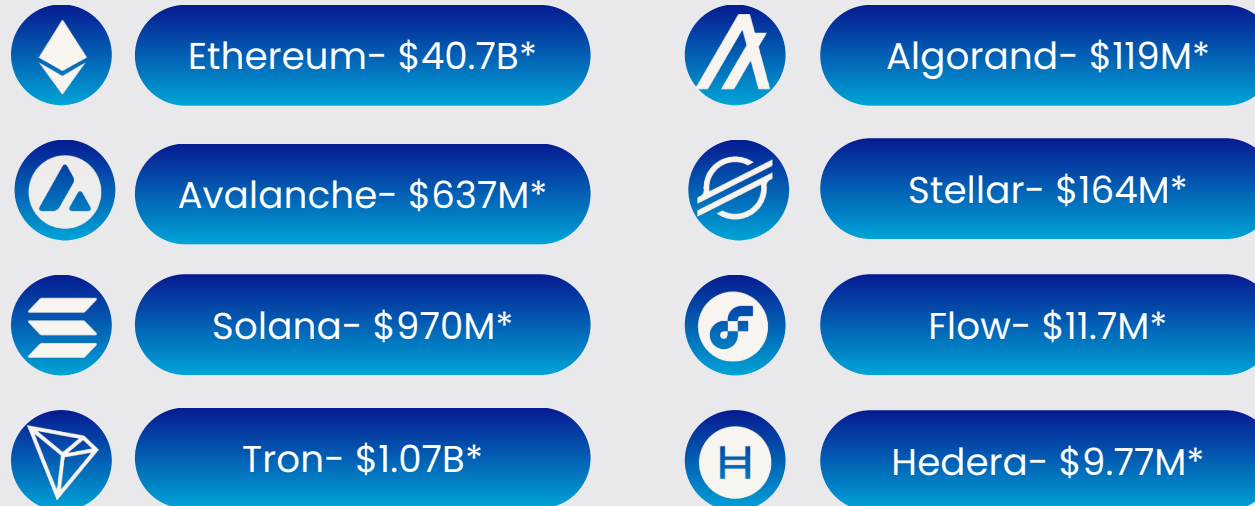 Ethereum- $40.7B*
Algorand- $119M*
Avalanche- $637M*
Stellar- $164M*
Solana- $970M*
Flow- $11.7M*
Tron- $1.07B*
Hedera- $9.77M*